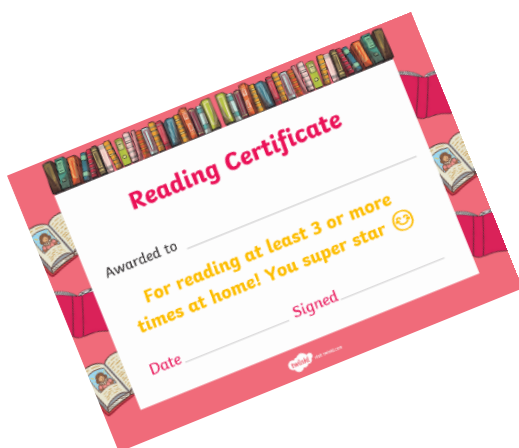 Reading Certificate
Awarded to
For reading at least 3 or more
times at home! You super star
Date
Signed
twinkl